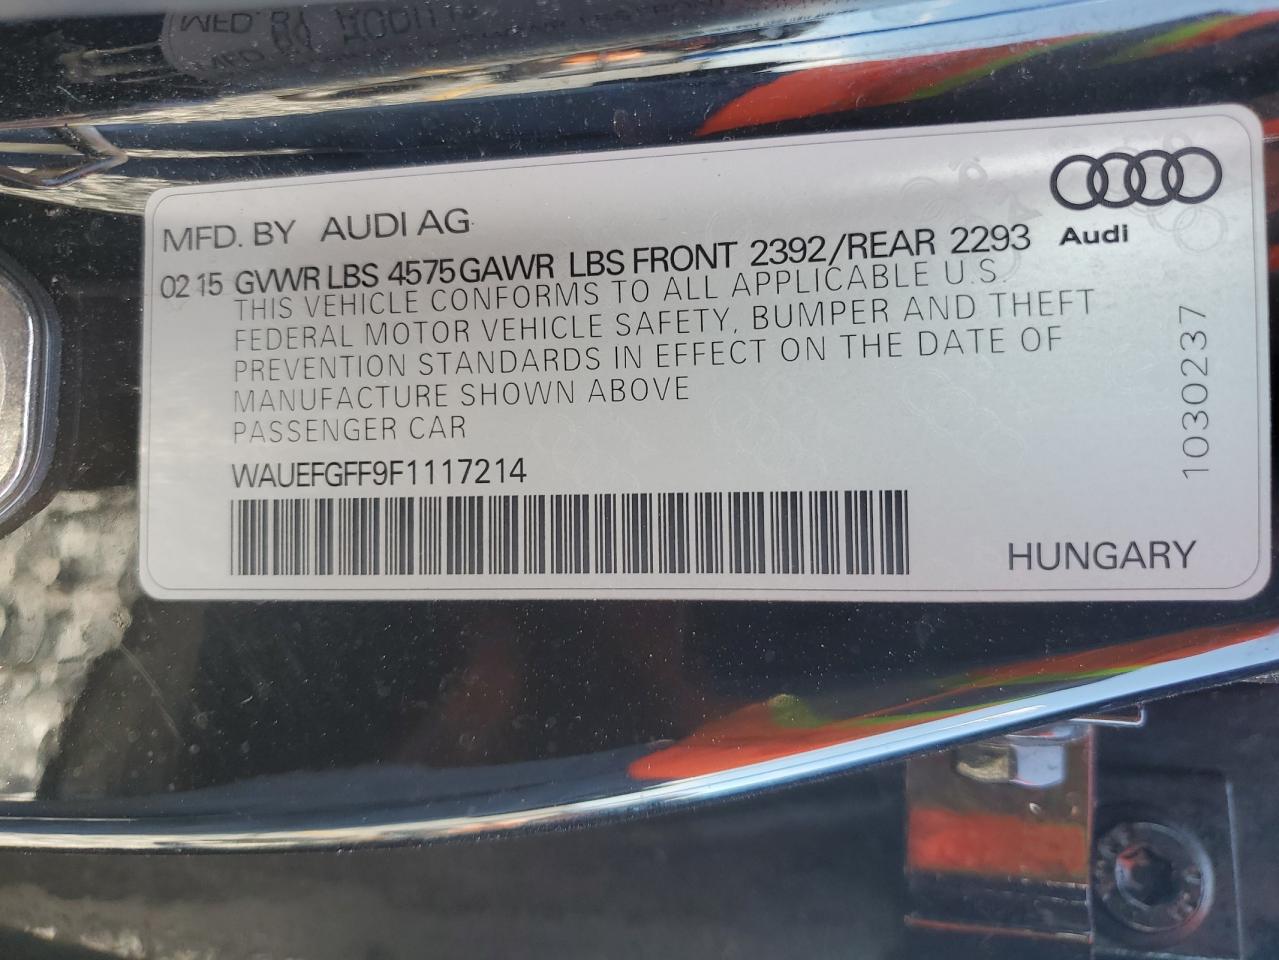 MFD. BY AUDI AG
02 15 GVWR LBS 4575 GAWR LBS FRONT 2392/REAR 2293
Audi
THIS VEHICLE CONFORMS TO ALL APPLICABLE U.S.
FEDERAL MOTOR VEHICLE SAFETY, BUMPER AND THEFT
PREVENTION STANDARDS IN EFFECT ON THE DATE OF
MANUFACTURE SHOWN ABOVE
PASSENGER CAR
WAUEFGFF9F1117214
1030237
HUNGARY